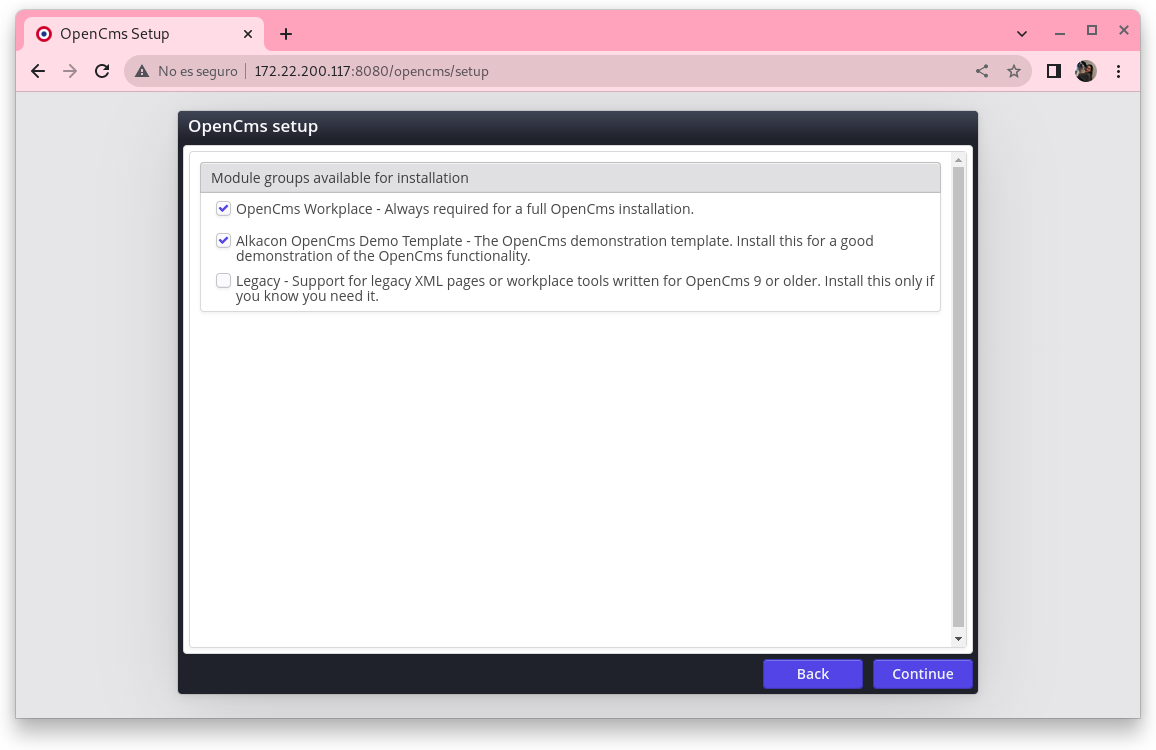 OpenCms Setup
No es seguro 172.22.200.117:8080/opencms/setup
OpenCms setup
Module groups available for installation
OpenCms Workplace - Always required for a full OpenCms installation.
Alkacon OpenCms Demo Template - The OpenCms demonstration template. Install this for a good
demonstration of the OpenCms functionality.
Legacy - Support for legacy XML pages or workplace tools written for OpenCms 9 or older. Install this only if
you know you need it.
Back Continue